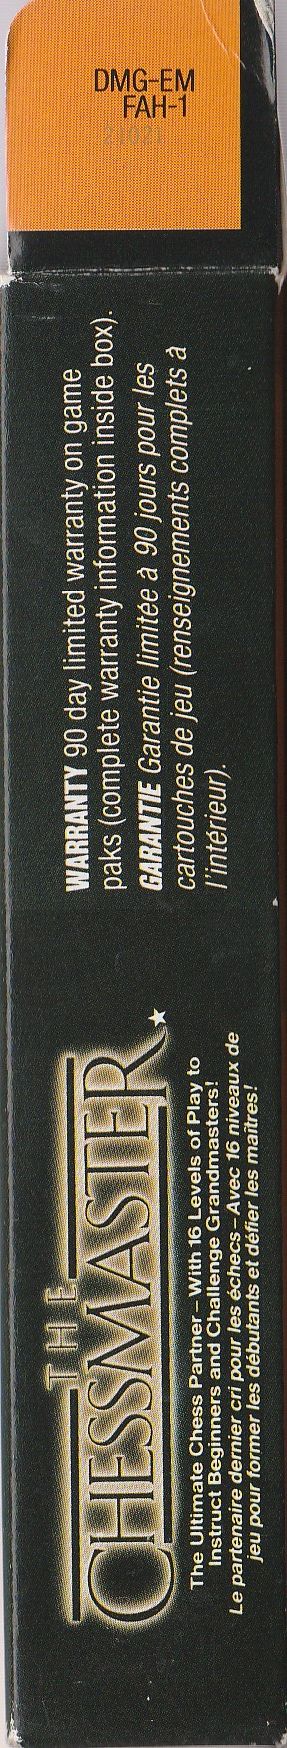 DMG-EM
FAH-1
21021
WARRANTY 90 day limited warranty on game
paks (complete warranty information inside box).
GARANTIE Garantie limitée à 90 jours pour les
cartouches de jeu (renseignements complets à
l'intérieur).
THE
CHESSMASTER
The Ultimate Chess Partner – With 16 Levels of Play to
Instruct Beginners and Challenge Grandmasters!
Le partenaire dernier cri pour les échecs – Avec 16 niveaux de
jeu pour former les débutants et défier les maîtres!